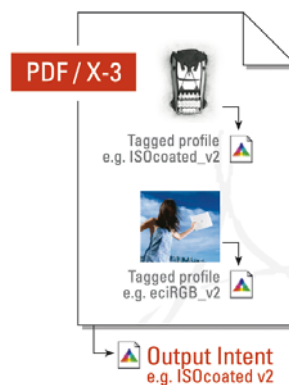 PDF / X-3
Tagged profile
e.g. ISOcoated_v2
Tagged profile
e.g. eciRGB_v2
Output Intent
e.g. ISOcoated v2